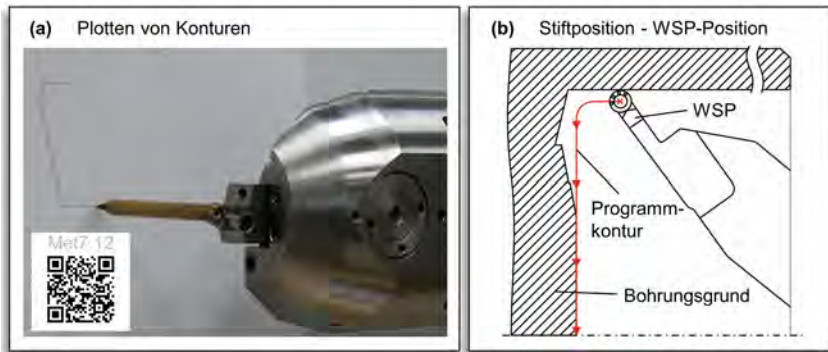 (a) Plotten von Konturen
Met7.12
(b) Stiftposition - WSP-Position
WSP
Programm-
kontur
Bohrungsgrund